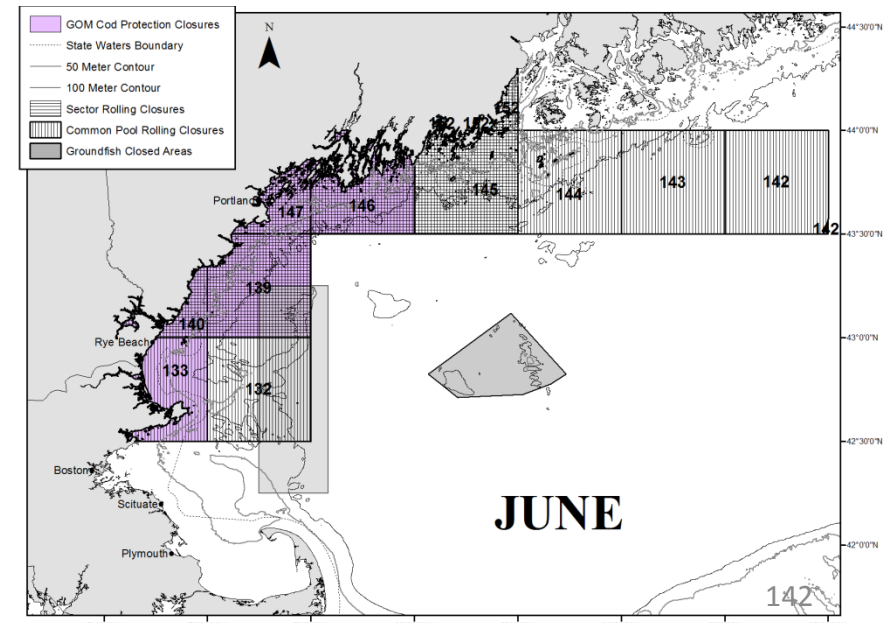 GOM Cod Protection Closures
State Waters Boundary
50 Meter Contour
100 Meter Contour
Sector Rolling Closures
Common Pool Rolling Closures
Groundfish Closed Areas
N
44°30'0"N
44°0'0"N
43°30'0"N
43°0'0"N
42°30'0"N
42°0'0"N
152
152
152
Portland
147
146
145
144
143
142
142
139
140
Rye Beach
133
132
Boston
Scituate
Plymouth
JUNE
142